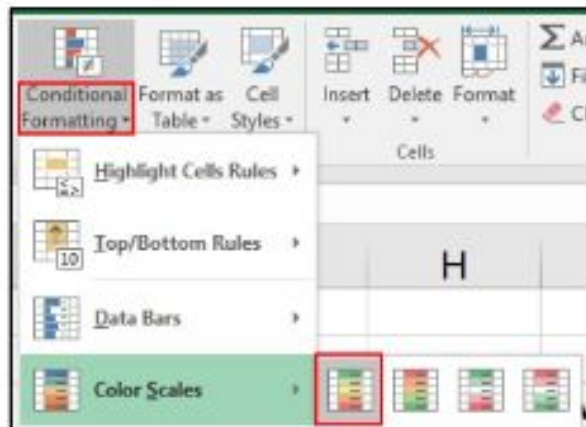 Conditional Format as Cell Insert Delete Format
Formatting Table Styles
Cells
Highlight Cells Rules
≤>
Top/Bottom Rules
10
H
Data Bars
Color Scales